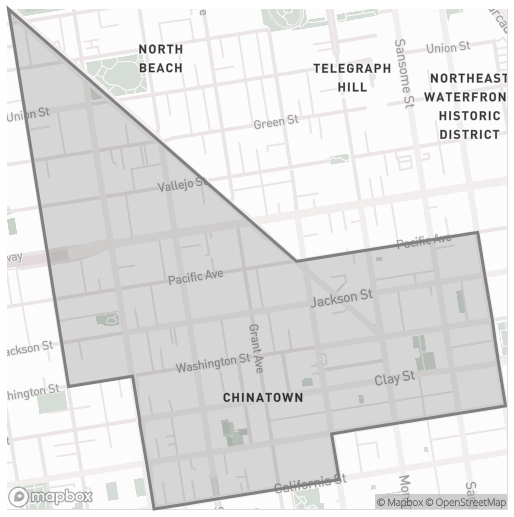 NORTH
BEACH
TELEGRAPH
HILL
Sansome St
Union St
NORTHEAST
WATERFRON
HISTORIC
DISTRICT
Union St
Green St
Vallejo St
way
Pacific Ave
Pacific Ave
Jackson St
Grant Ave
ackson St
Washington St
hington St
Clay St
CHINATOWN
California St
Mon
Sa
mapbox
© Mapbox © OpenStreetMap